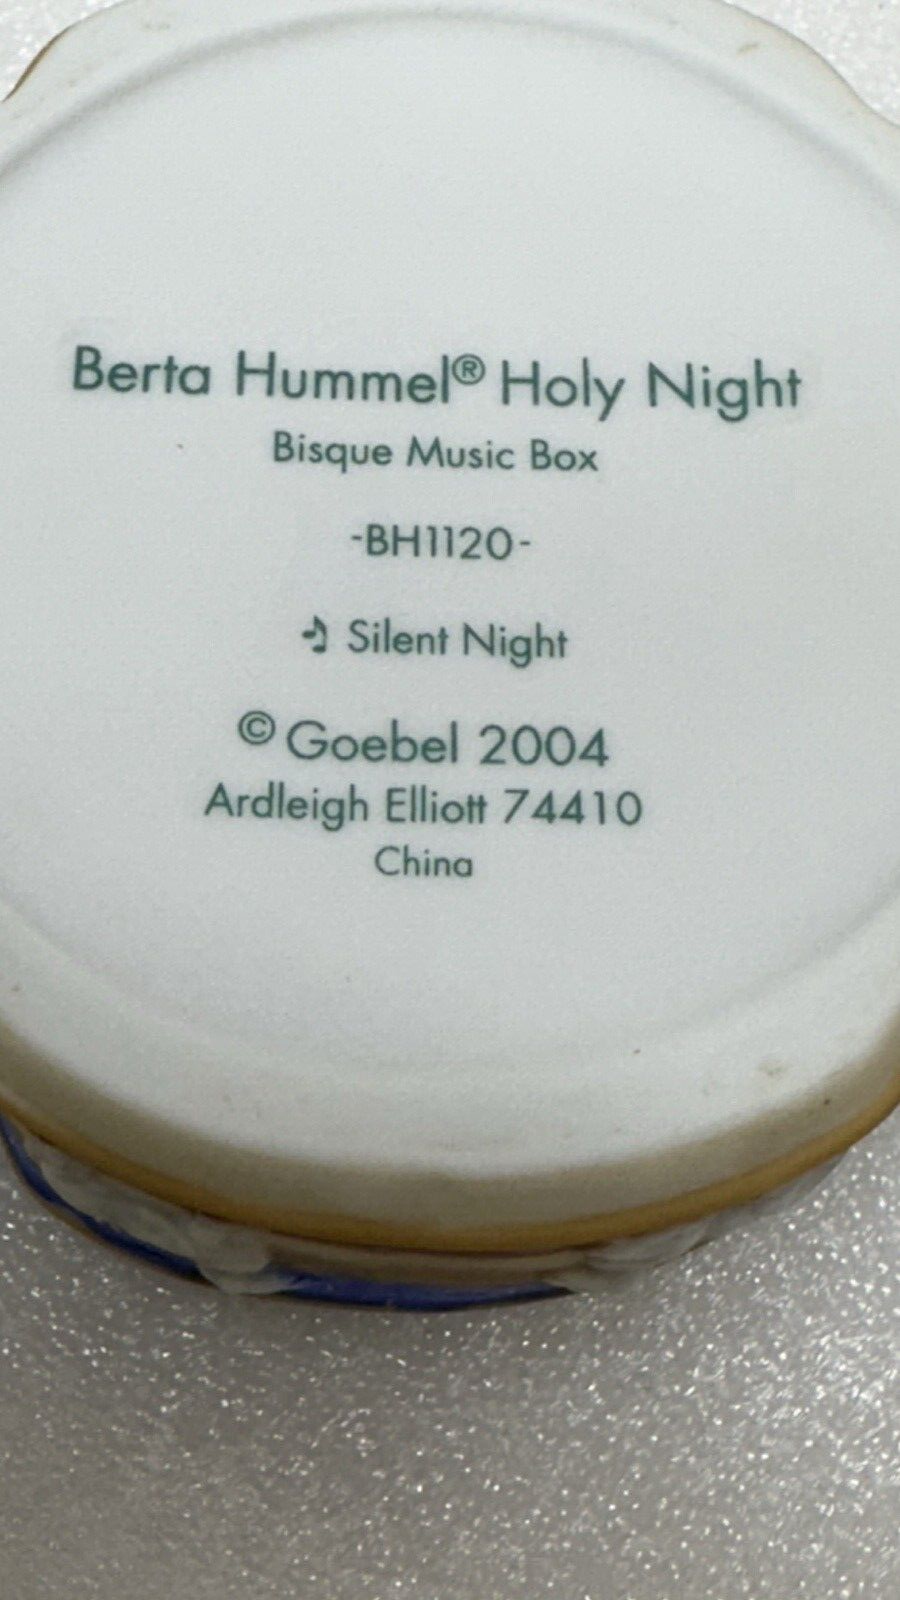 Berta Hummel® Holy Night
Bisque Music Box
-BH1120-
♪ Silent Night
© Goebel 2004
Ardleigh Elliott 74410
China